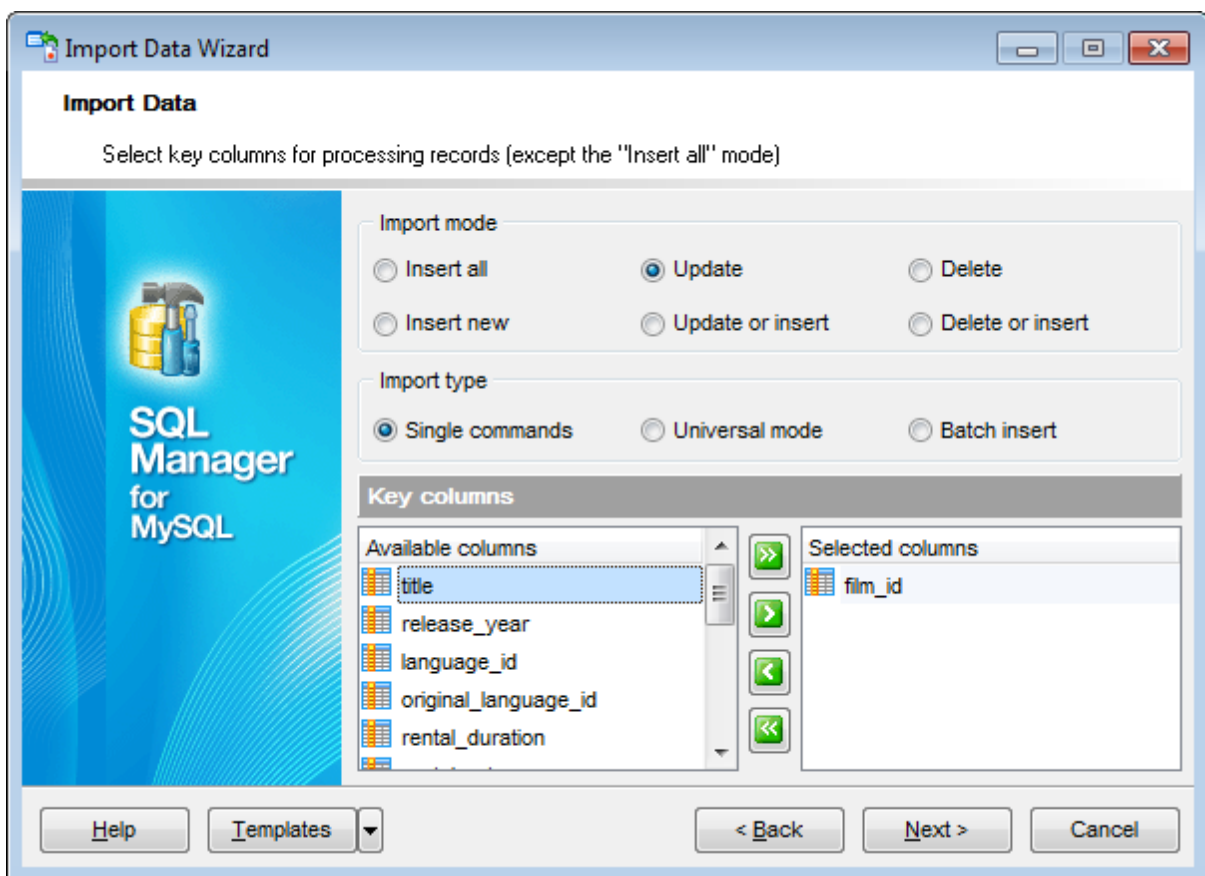 Import Data Wizard
Import Data
Select key columns for processing records (except the "Insert all" mode)
SQL
Manager
for
MySQL
Import mode
Insert all
Update
Delete
Insert new
Update or insert
Delete or insert
Import type
Single commands
Universal mode
Batch insert
Key columns
Available columns
title
release_year
language_id
original_language_id
rental_duration
Selected columns
film_id
Help
Templates
< Back
Next >
Cancel